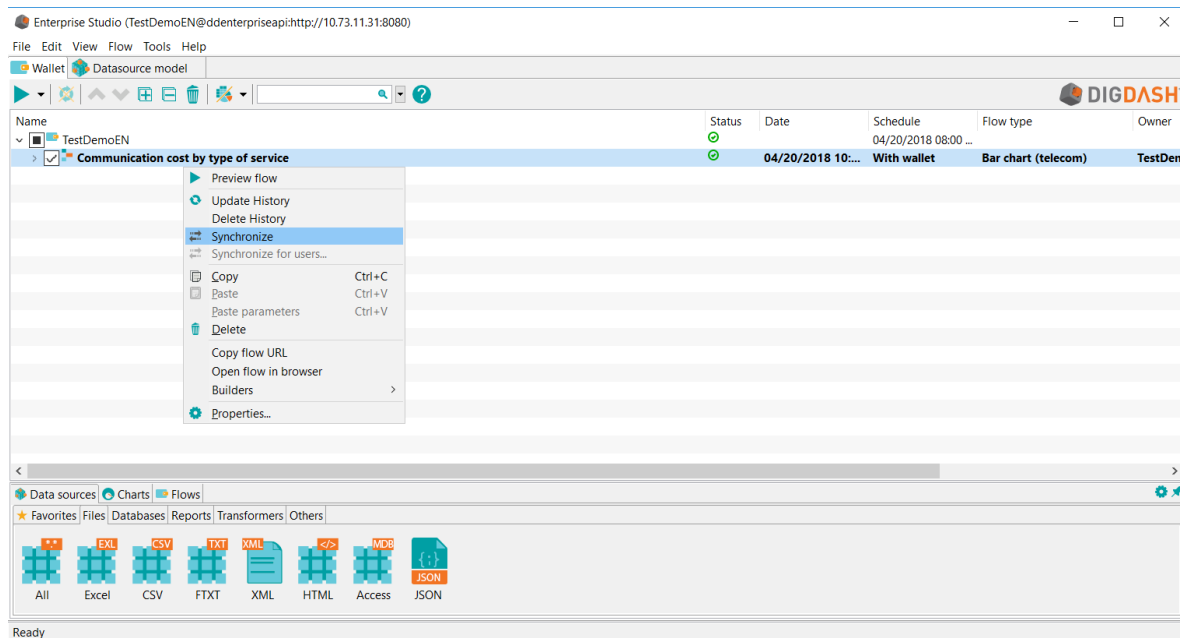 Enterprise Studio (TestDemoEN@ddenterpriseapi:http://10.73.11.31:8080)
File Edit View Flow Tools Help
Wallet Datasource model
DIGDASH
Name Status Date Schedule Flow type Owner
TestDemoEN 04/20/2018 08:00 ...
Communication cost by type of service 04/20/2018 10:... With wallet Bar chart (telecom) TestDen
Preview flow
Update History
Delete History
Synchronize
Synchronize for users...
Copy Ctrl+C
Paste Ctrl+V
Paste parameters Ctrl+V
Delete
Copy flow URL
Open flow in browser
Builders
Properties...
Data sources Charts Flows
Favorites Files Databases Reports Transformers Others
*.* EXL CSV TXT XML </> MDB {;}
JSON
All Excel CSV FTXT XML HTML Access JSON
Ready